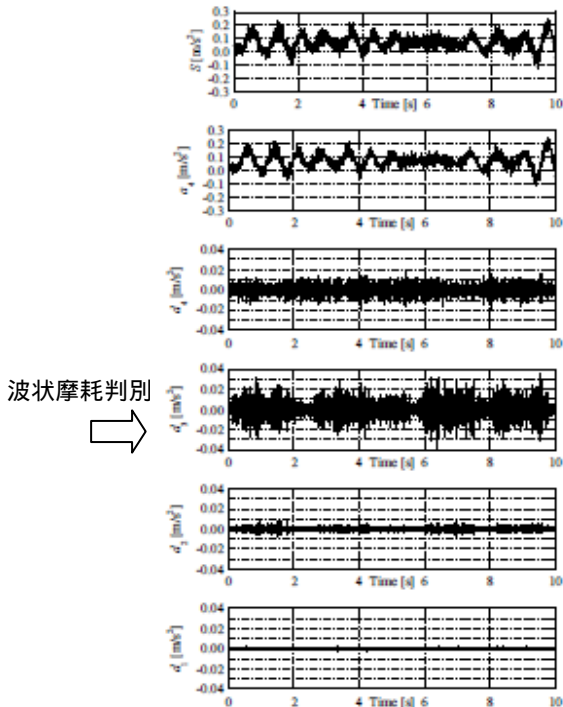 0.3
0.2
0.1
0.0
-0.1
-0.2
-0.3
S [m/s²]
0 2 4 Time [s] 6 8 10
0.3
0.2
0.1
0.0
-0.1
-0.2
-0.3
a₄ [m/s²]
0 2 4 Time [s] 6 8 10
0.04
0.02
0.00
-0.02
-0.04
d₄ [m/s²]
0 2 4 Time [s] 6 8 10
波状摩耗判別
0.04
0.02
0.00
-0.02
-0.04
d₃ [m/s²]
0 2 4 Time [s] 6 8 10
0.04
0.02
0.00
-0.02
-0.04
d₂ [m/s²]
0 2 4 Time [s] 6 8 10
0.04
0.02
0.00
-0.02
-0.04
d₁ [m/s²]
0 2 4 Time [s] 6 8 10